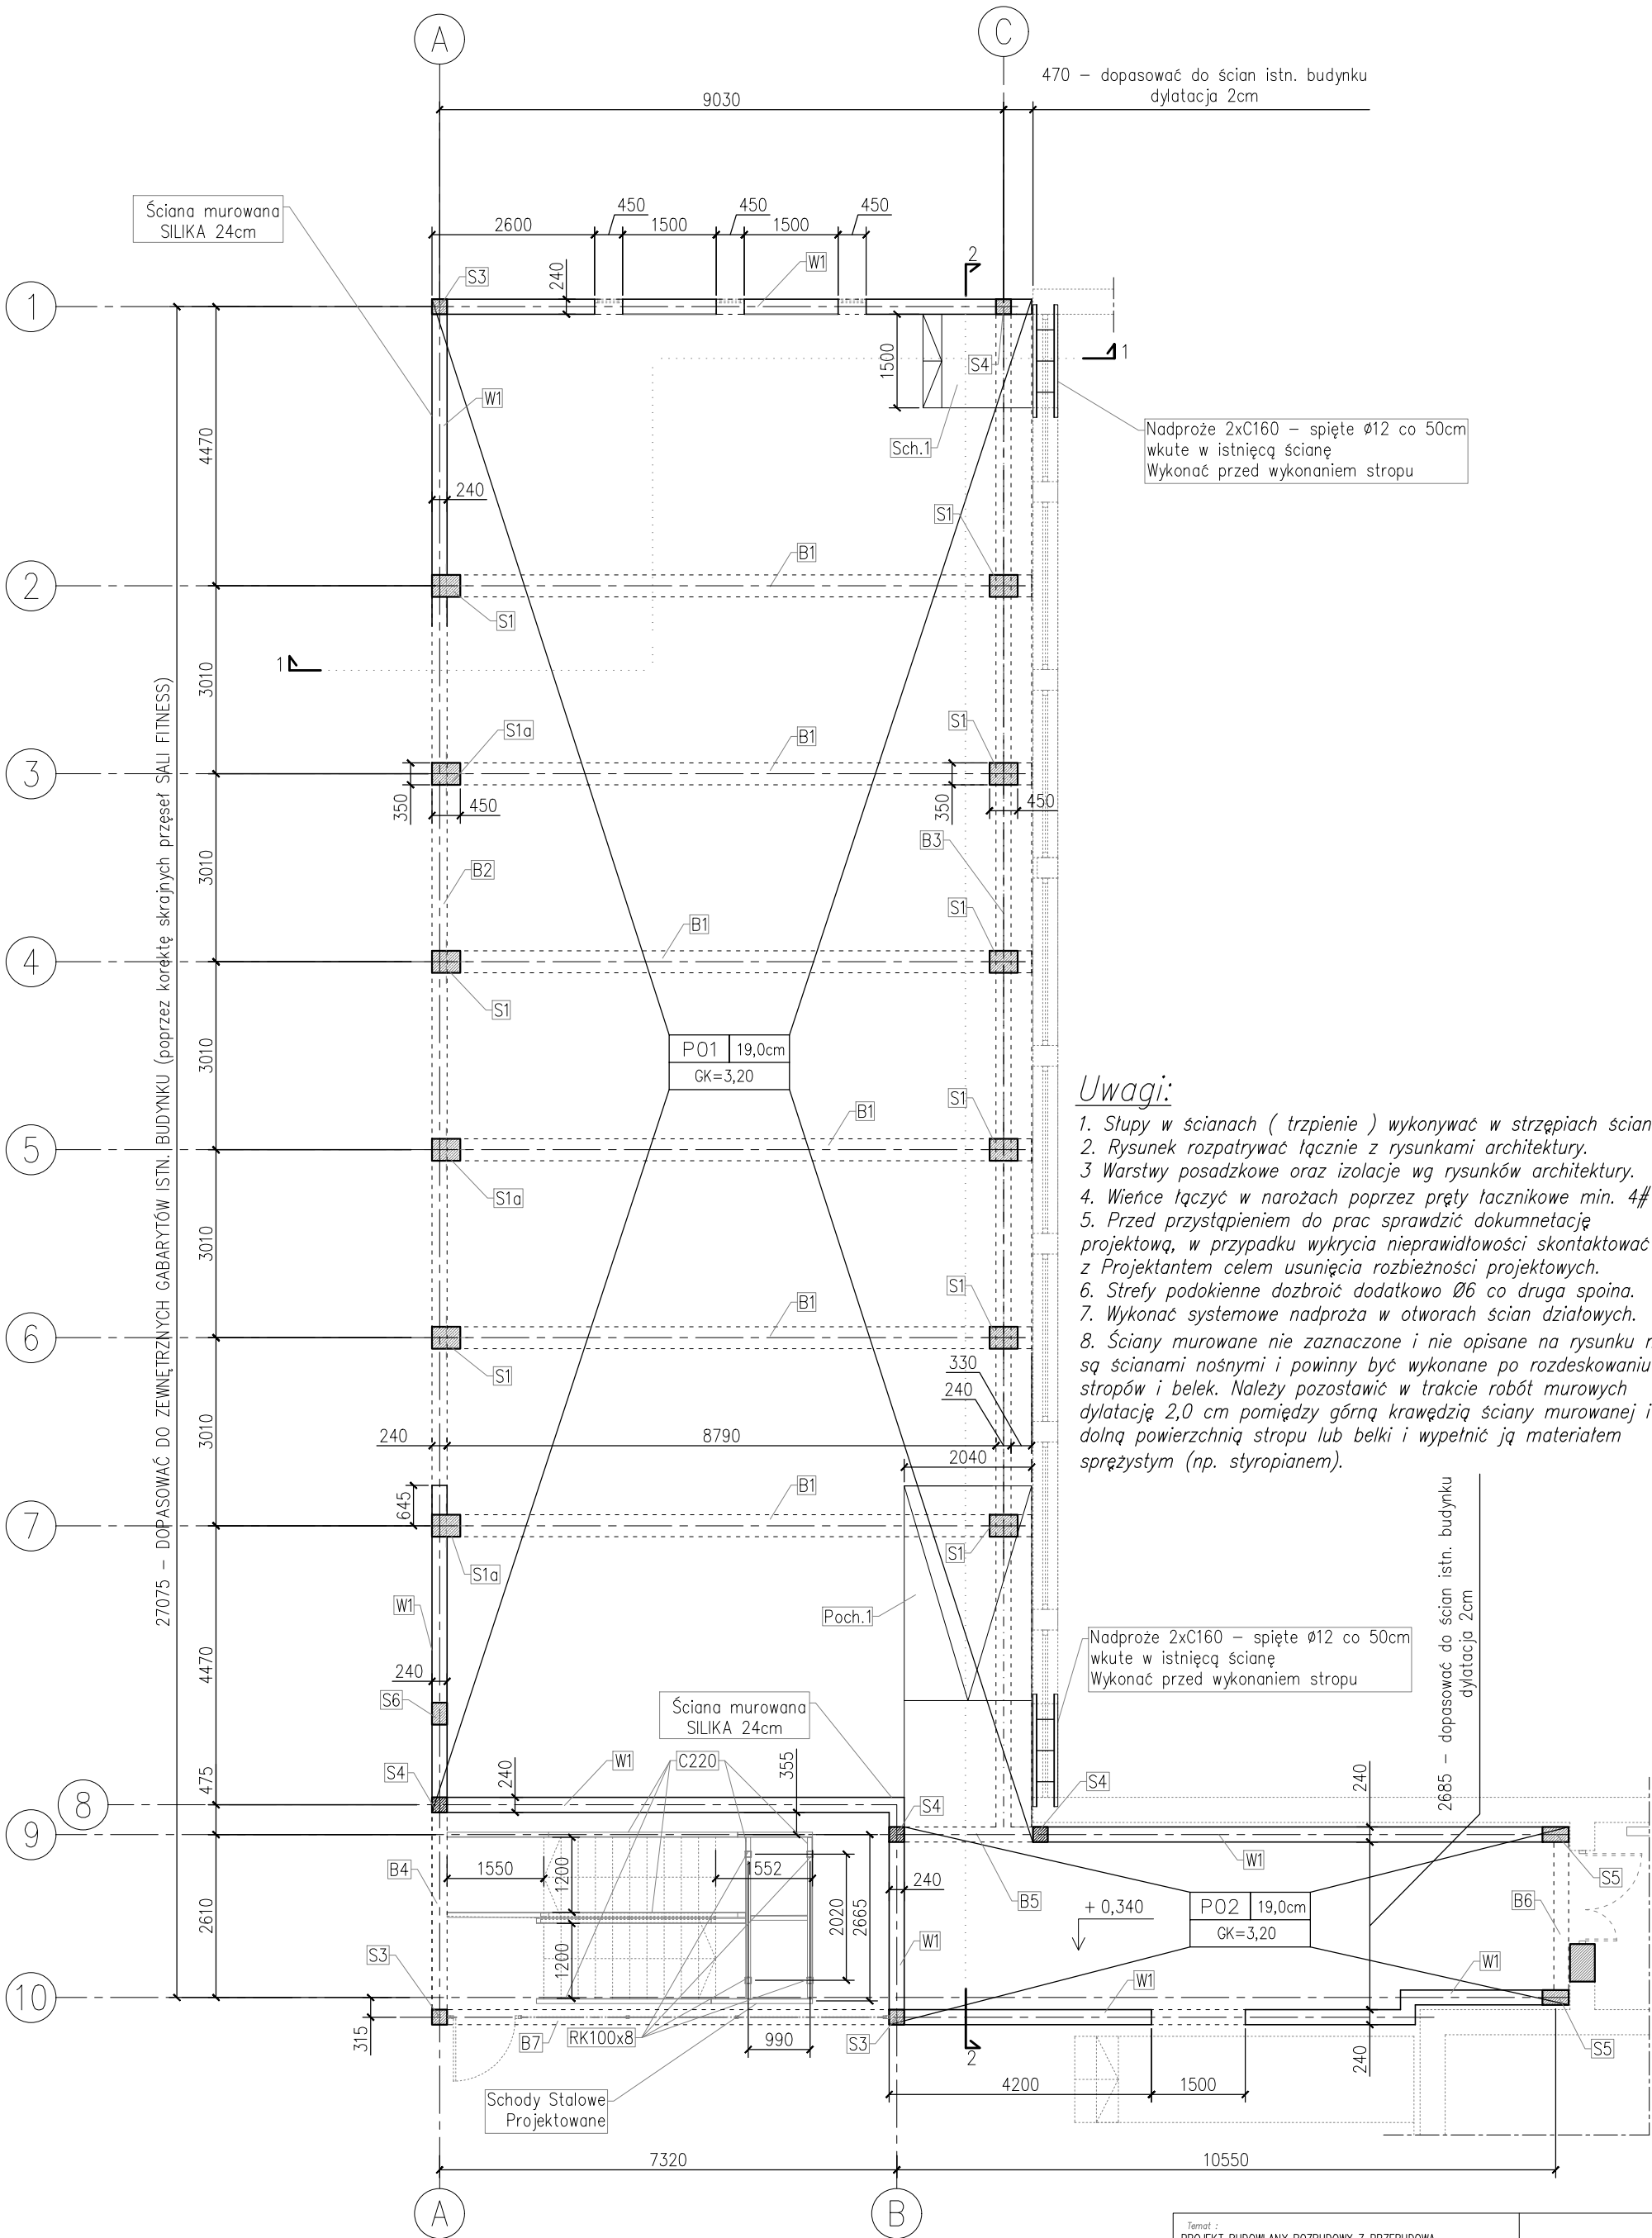 A
C
470 – dopasować do ścian istn. budynku
dylatacja 2cm
9030
Ściana murowana
SILIKA 24cm
450
450
450
2600
1500
1500
S3
240
W1
2
1
1500
S4
1
W1
Sch.1
Nadproże 2xC160 – spięte ø12 co 50cm
wkute w istnięcą ścianę
Wykonać przed wykonaniem stropu
4470
240
S1
B1
2
S1
1
3010
27075 – DOPASOWAĆ DO ZEWNĘTRZNYCH GABARYTÓW ISTN. BUDYNKU (poprzez korektę skrajnych przęseł SALI FITNESS)
S1a
B1
S1
3
350
450
350
450
B3
3010
B2
S1
B1
4
S1
P01
19,0cm
GK=3,20
3010
S1
B1
5
S1a
Uwagi:
1. Słupy w ścianach ( trzpienie ) wykonywać w strzępiach ścian
2. Rysunek rozpatrywać łącznie z rysunkami architektury.
3 Warstwy posadzkowe oraz izolacje wg rysunków architektury.
4. Wieńce łączyć w narożach poprzez pręty łacznikowe min. 4#
5. Przed przystąpieniem do prac sprawdzić dokumnetację
projektową, w przypadku wykrycia nieprawidłowości skontaktować
z Projektantem celem usunięcia rozbieżności projektowych.
6. Strefy podokienne dozbroić dodatkowo Ø6 co druga spoina.
7. Wykonać systemowe nadproża w otworach ścian działowych.
8. Ściany murowane nie zaznaczone i nie opisane na rysunku
są ścianami nośnymi i powinny być wykonane po rozdeskowaniu
stropów i belek. Należy pozostawić w trakcie robót murowych
dylatację 2,0 cm pomiędzy górną krawędzią ściany murowanej i
dolną powierzchnią stropu lub belki i wypełnić ją materiałem
sprężystym (np. styropianem).
3010
S1
B1
6
S1
330
240
3010
240
8790
2040
645
B1
7
S1
S1a
W1
Poch.1
4470
240
S6
Nadproże 2xC160 – spięte ø12 co 50cm
wkute w istnięcą ścianę
Wykonać przed wykonaniem stropu
2685 – dopasować do ścian istn. budynku
dylatacja 2cm
Ściana murowana
SILIKA 24cm
475
S4
240
W1
C220
355
S4
240
8
S4
9
B4
1550
1200
1552
240
B5
W1
S5
2610
2020
2665
+ 0,340
P02
19,0cm
GK=3,20
B6
1200
W1
S3
W1
W1
10
315
B7
RK100x8
990
S3
2
240
S5
4200
1500
Schody Stalowe
Projektowane
7320
10550
A
B
Temat :
PROJEKT BUDOWLANY ROZBUDOWY Z PRZEBUDOWA